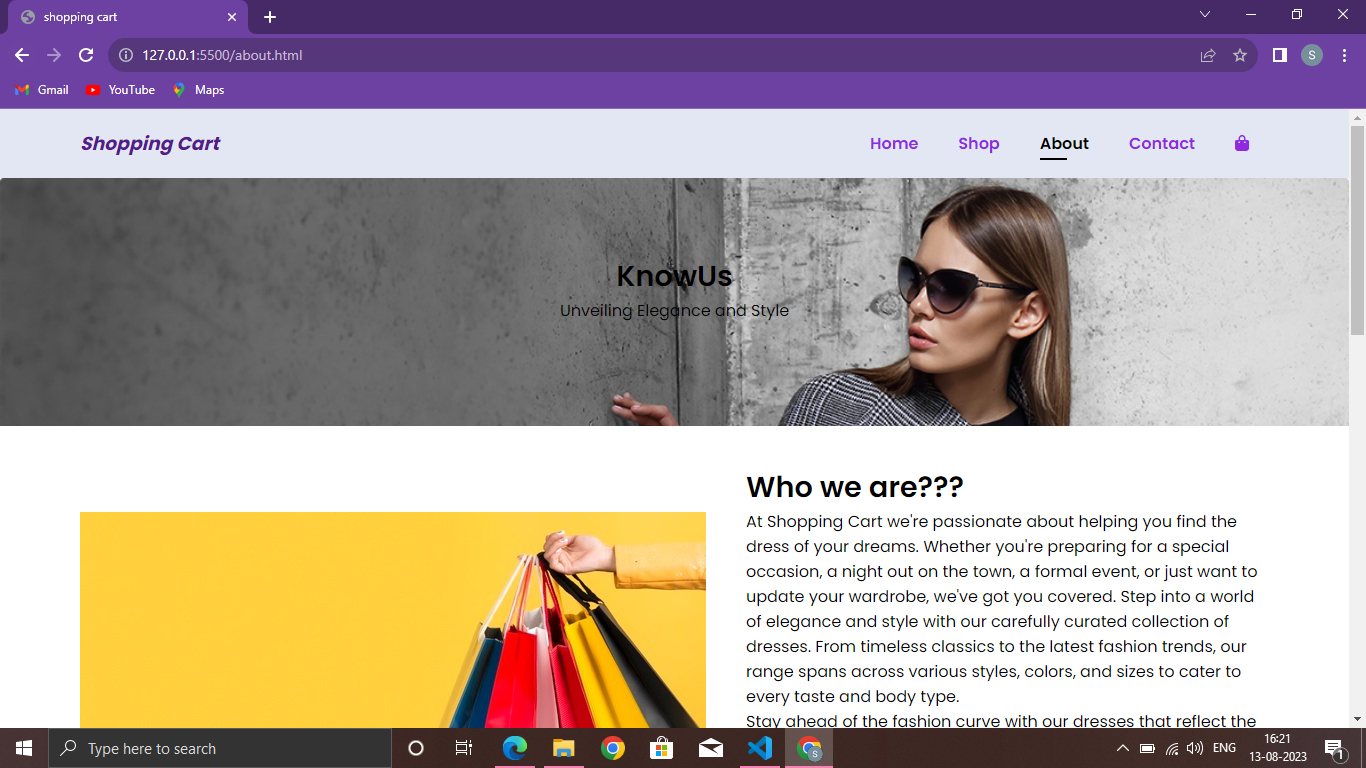 shopping cart
127.0.0.1:5500/about.html
S
Gmail
YouTube
Maps
Shopping Cart
Home
Shop
About
Contact
KnowUs
Unveiling Elegance and Style
Who we are???
At Shopping Cart we're passionate about helping you find the
dress of your dreams. Whether you're preparing for a special
occasion, a night out on the town, a formal event, or just want to
update your wardrobe, we've got you covered. Step into a world
of elegance and style with our carefully curated collection of
dresses. From timeless classics to the latest fashion trends, our
range spans across various styles, colors, and sizes to cater to
every taste and body type.
Stay ahead of the fashion curve with our dresses that reflect the
Type here to search
S
ENG
16:21
13-08-2023
1